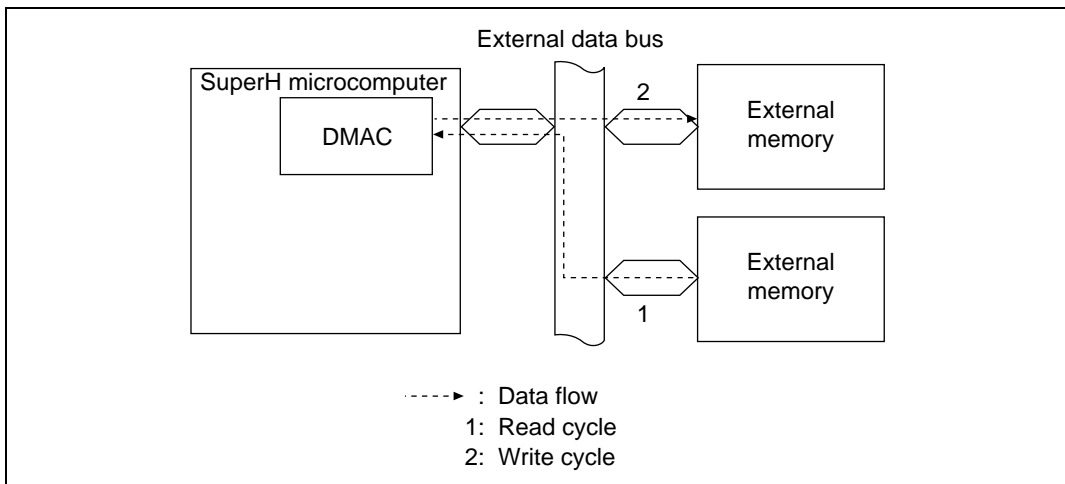 External data bus
SuperH microcomputer
DMAC
2
External
memory
External
memory
1
: Data flow
1: Read cycle
2: Write cycle